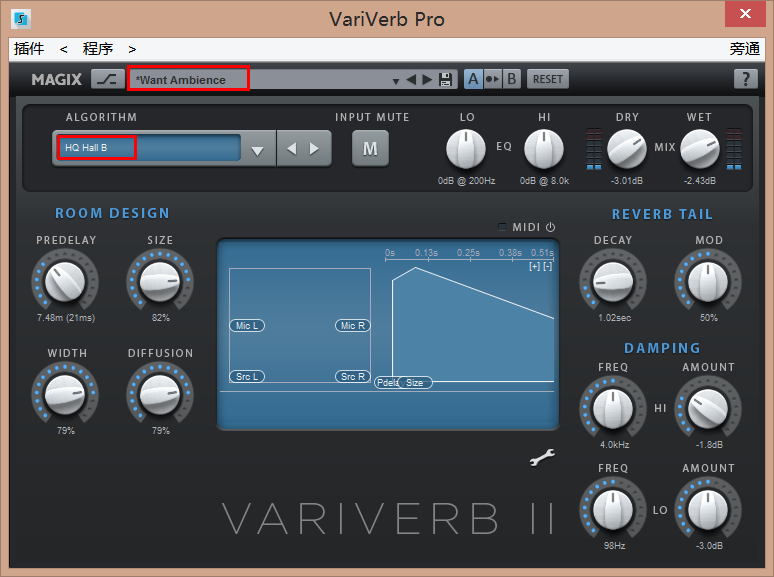 VariVerb Pro
插件 < 程序 > 旁通
MAGIX *Want Ambience A B RESET ?
ALGORITHM INPUT MUTE LO HI DRY WET
HQ Hall B M EQ MIX
0dB @ 200Hz 0dB @ 8.0k -3.01dB -2.43dB
ROOM DESIGN REVERB TAIL
MIDI
PREDELAY SIZE DECAY MOD
0s 0.13s 0.25s 0.38s 0.51s
[+] [-]
7.48m (21ms) 82% 1.02sec 50%
Mic L Mic R
WIDTH DIFFUSION DAMPING
FREQ AMOUNT
Src L Src R Pdela Size
HI
79% 79% 4.0kHz -1.8dB
FREQ AMOUNT
LO
VARIVERB II
98Hz -3.0dB